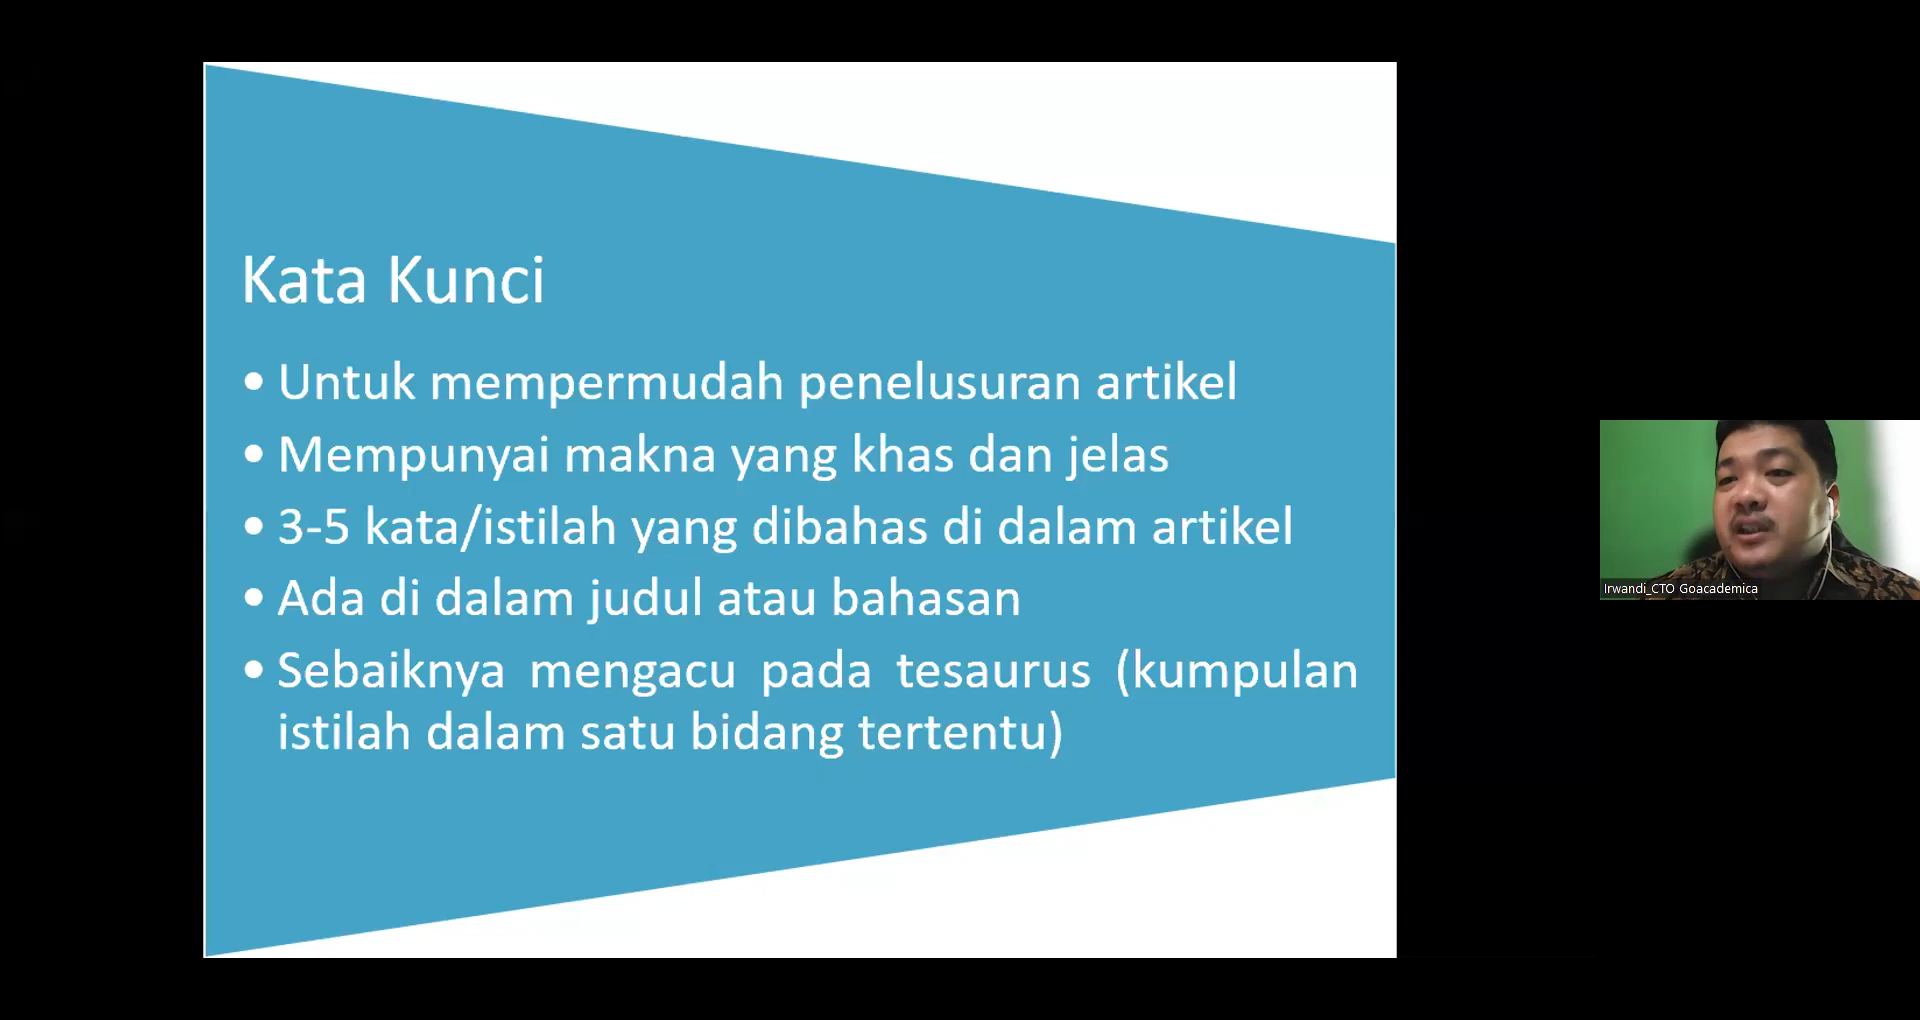 Kata Kunci
• Untuk mempermudah penelusuran artikel
• Mempunyai makna yang khas dan jelas
• 3-5 kata/istilah yang dibahas di dalam artikel
• Ada di dalam judul atau bahasan
• Sebaiknya mengacu pada tesaurus (kumpulan
istilah dalam satu bidang tertentu)
Irwandi_CTO Goacademica